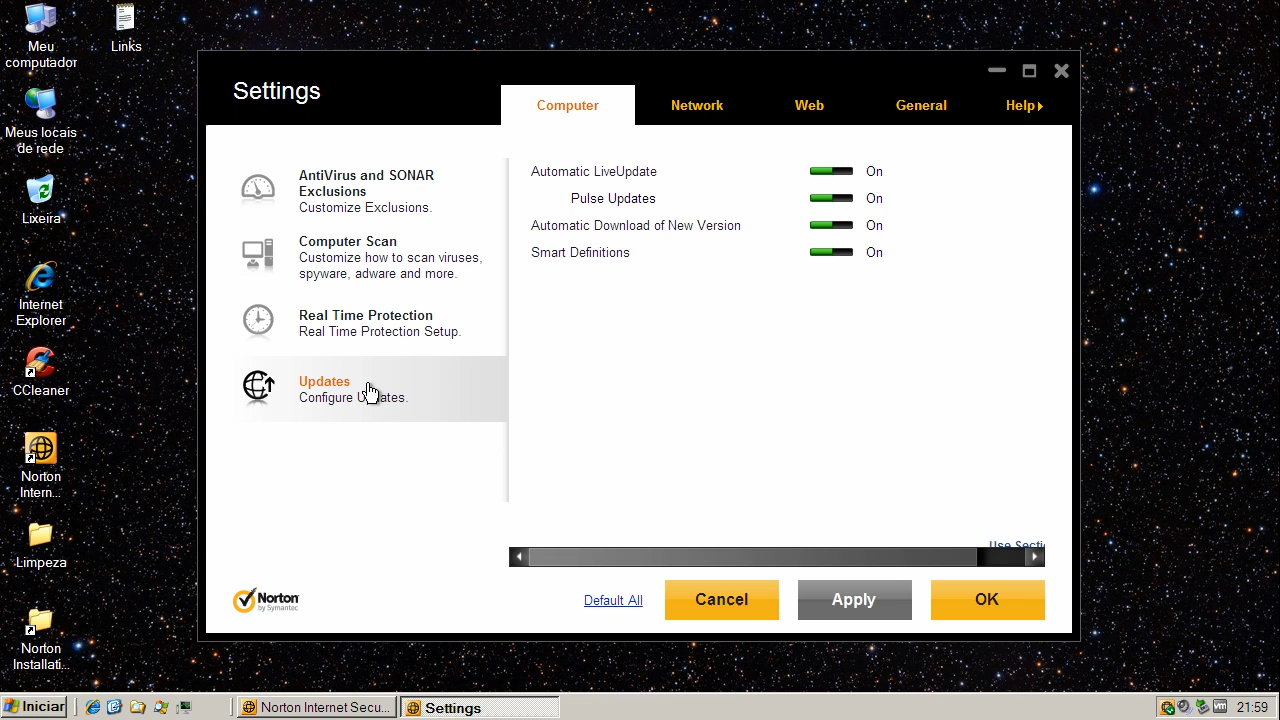 Meu
computador
Links
Meus locais
de rede
Lixeira
Internet
Explorer
CCleaner
Norton
Intern...
Limpeza
Norton
Installati...
Settings
Computer
Network
Web
General
Help
AntiVirus and SONAR
Exclusions
Customize Exclusions.
Computer Scan
Customize how to scan viruses,
spyware, adware and more.
Real Time Protection
Real Time Protection Setup.
Updates
Configure Updates.
Automatic LiveUpdate On
Pulse Updates On
Automatic Download of New Version On
Smart Definitions On
Use Secti
Norton
by Symantec
Default All
Cancel
Apply
OK
Iniciar
Norton Internet Secu...
Settings
vm
21:59